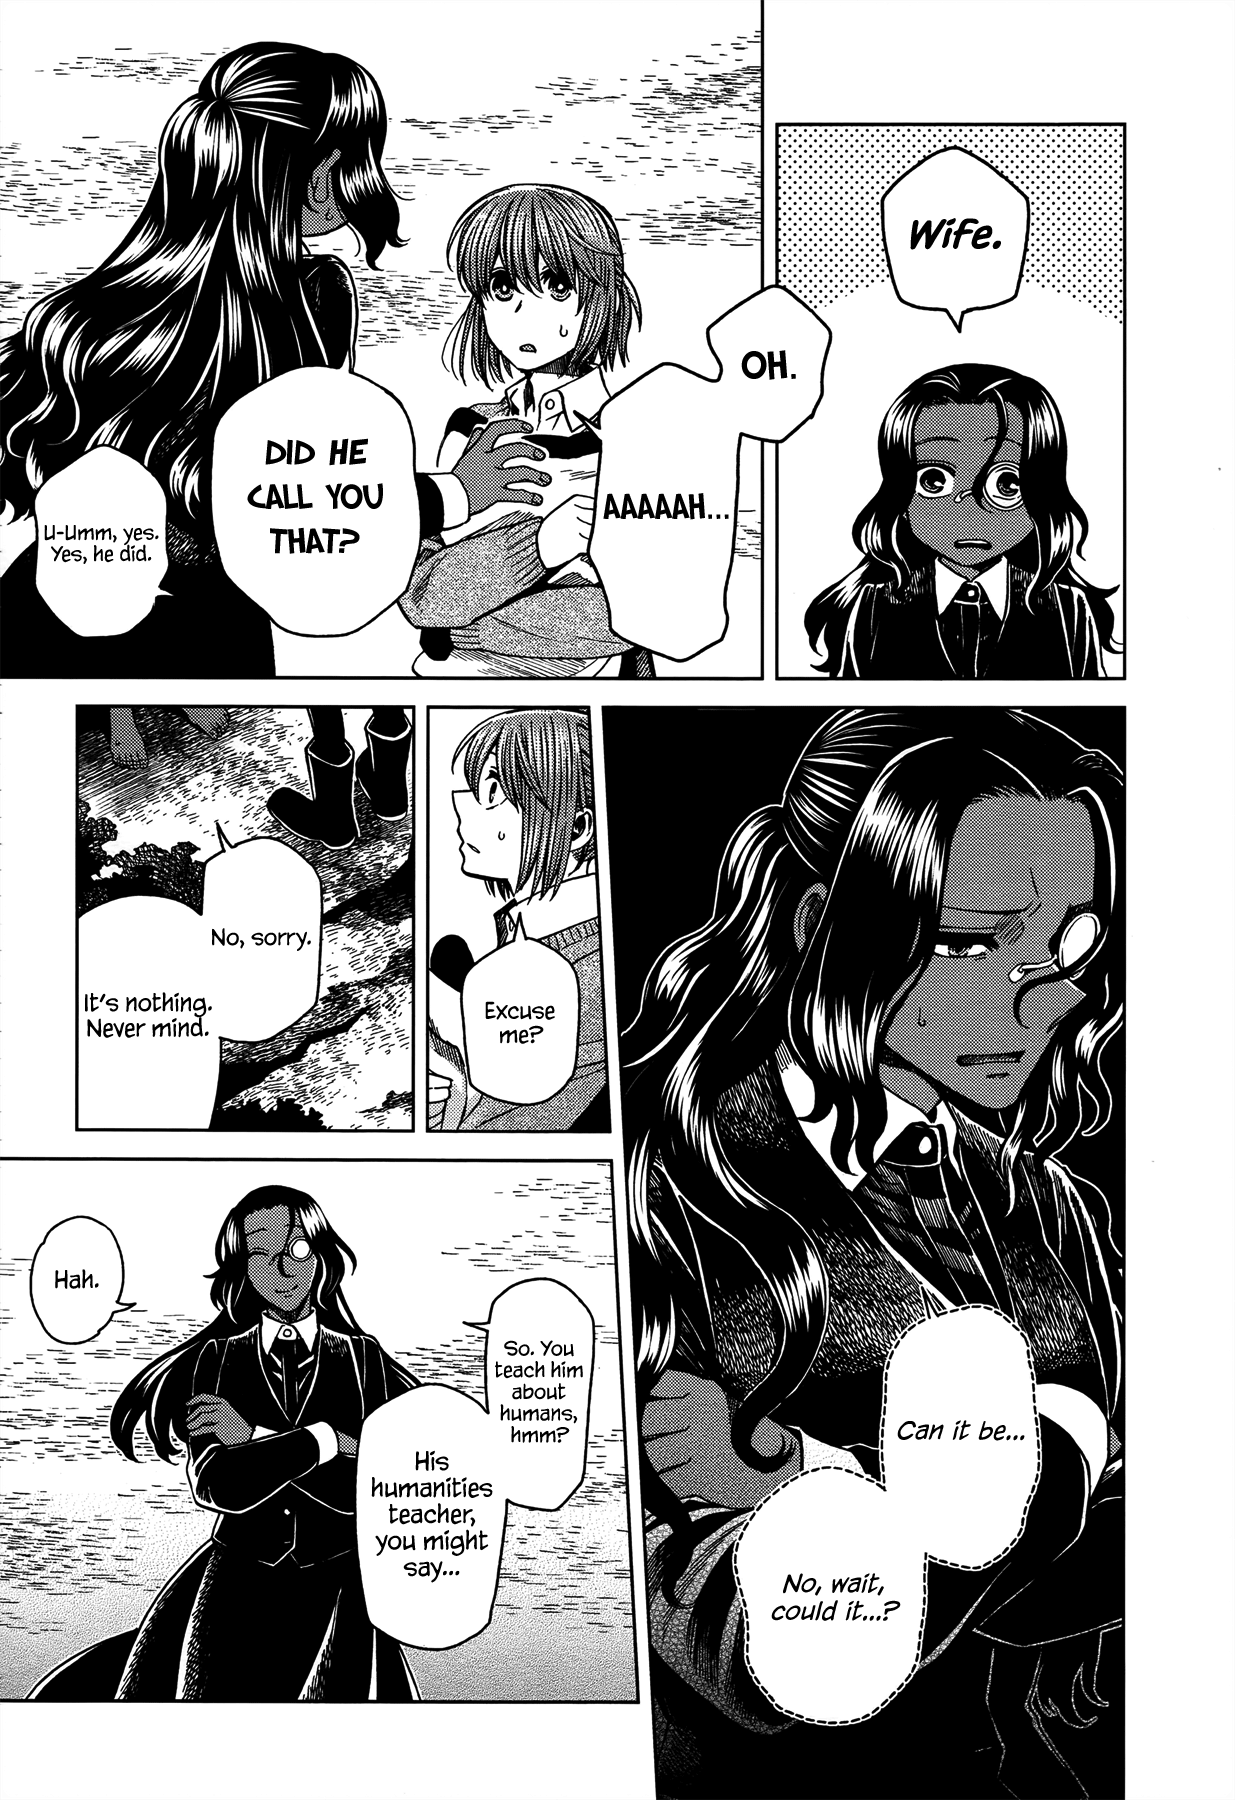 Wife.
OH.
AAAAAH...
DID HE
CALL YOU
THAT?
U-Umm, yes.
Yes, he did.
Can it be...
No, wait,
could it...?
Excuse
me?
No, sorry.
It's nothing.
Never mind.
So. You
teach him
about
humans,
hmm?
His
humanities
teacher,
you might
say...
Hah.